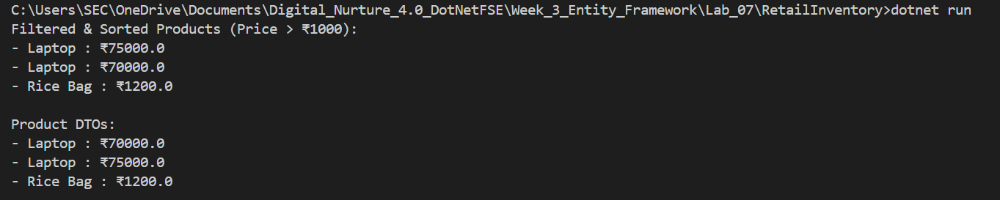 C:\Users\SEC\OneDrive\Documents\Digital_Nurture_4.0_DotNetFSE\Week_3_Entity_Framework\Lab_07\RetailInventory>dotnet run
Filtered & Sorted Products (Price > ₹1000):
- Laptop : ₹75000.0
- Laptop : ₹70000.0
- Rice Bag : ₹1200.0
Product DTOs:
- Laptop : ₹70000.0
- Laptop : ₹75000.0
- Rice Bag : ₹1200.0